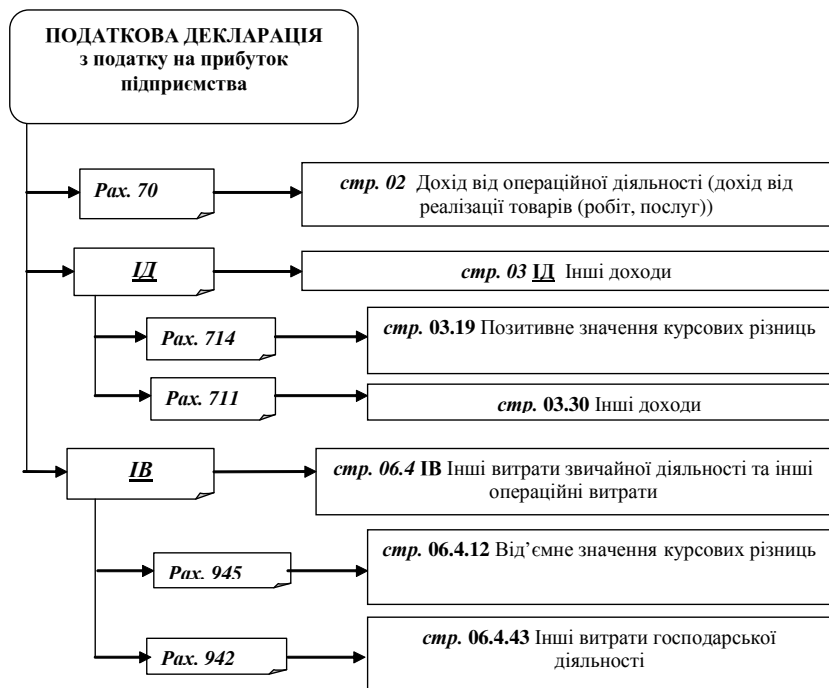 ПОДАТКОВА ДЕКЛАРАЦІЯ
з податку на прибуток
підприємства
Рах. 70
стр. 02 Дохід від операційної діяльності (дохід від
реалізації товарів (робіт, послуг))
ІД
стр. 03 ІД Інші доходи
Рах. 714
стр. 03.19 Позитивне значення курсових різниць
Рах. 711
стр. 03.30 Інші доходи
ІВ
стр. 06.4 ІВ Інші витрати звичайної діяльності та інші
операційні витрати
Рах. 945
стр. 06.4.12 Від’ємне значення курсових різниць
Рах. 942
стр. 06.4.43 Інші витрати господарської
діяльності